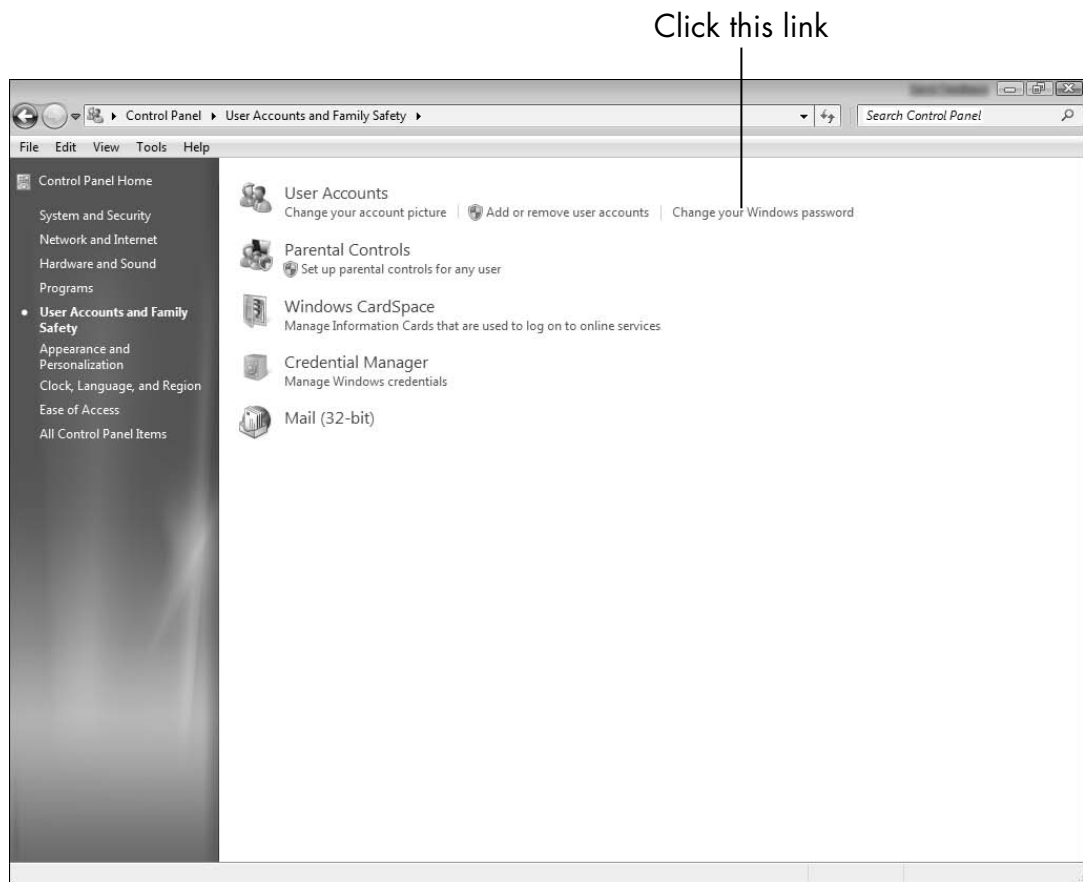 Click this link
Control Panel User Accounts and Family Safety
Search Control Panel
File Edit View Tools Help
Control Panel Home
System and Security
Network and Internet
Hardware and Sound
Programs
User Accounts and Family
Safety
Appearance and
Personalization
Clock, Language, and Region
Ease of Access
All Control Panel Items
User Accounts
Change your account picture Add or remove user accounts Change your Windows password
Parental Controls
Set up parental controls for any user
Windows CardSpace
Manage Information Cards that are used to log on to online services
Credential Manager
Manage Windows credentials
Mail (32-bit)